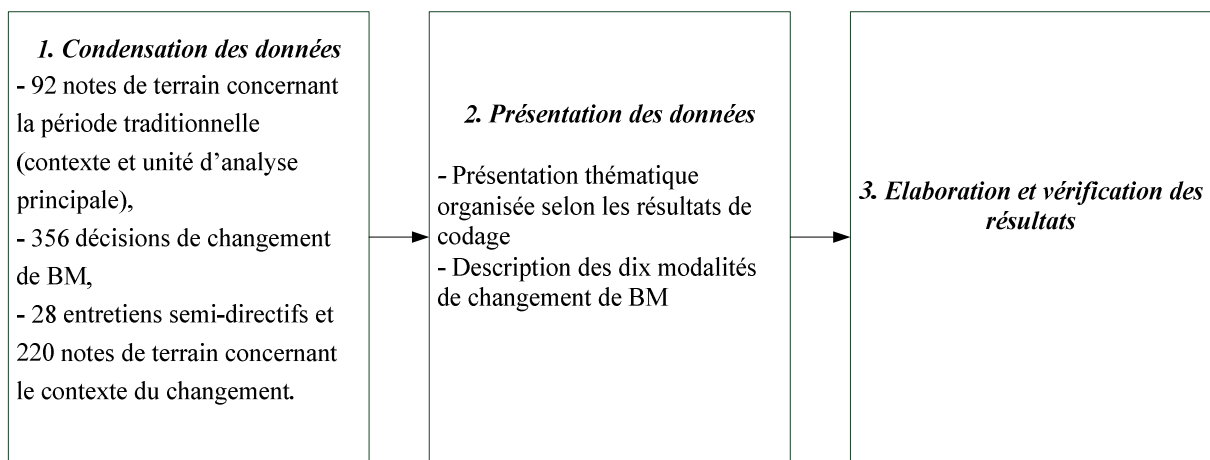 1. Condensation des données
- 92 notes de terrain concernant
la période traditionnelle
(contexte et unité d’analyse
principale),
- 356 décisions de changement
de BM,
- 28 entretiens semi-directifs et
220 notes de terrain concernant
le contexte du changement.
2. Présentation des données
- Présentation thématique
organisée selon les résultats de
codage
- Description des dix modalités
de changement de BM
3. Elaboration et vérification des
résultats